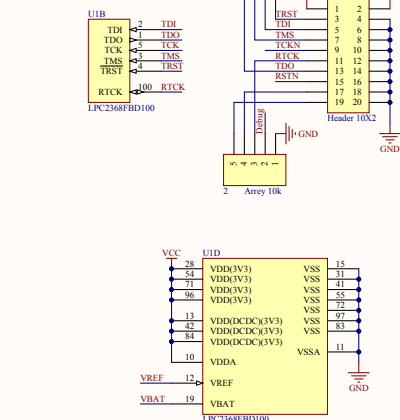 U1B
TDI 2 TDI
TDO 1 TDO
TCK 5 TCK
TMS 3 TMS
TRST 4 TRST
RTCK 100 RTCK
LPC2368FBD100
1 2
TRST 3 4
TDI 5 6
TMS 7 8
TCKN 9 10
RTCK 11 12
TDO 13 14
RSTN 15 16
17 18
19 20
Header 10X2
GND
Debug
GND
5 4 3 2 1
2 Arrey 10k
VCC U1D
28 VDD(3V3) VSS 15
54 VDD(3V3) VSS 31
71 VDD(3V3) VSS 41
96 VDD(3V3) VSS 55
VSS 72
13 VDD(DCDC)(3V3) VSS 97
42 VDD(DCDC)(3V3) VSS 83
84 VDD(DCDC)(3V3)
VSSA 11
10 VDDA
VREF 12 VREF
GND
VBAT 19 VBAT
LPC2368FBD100